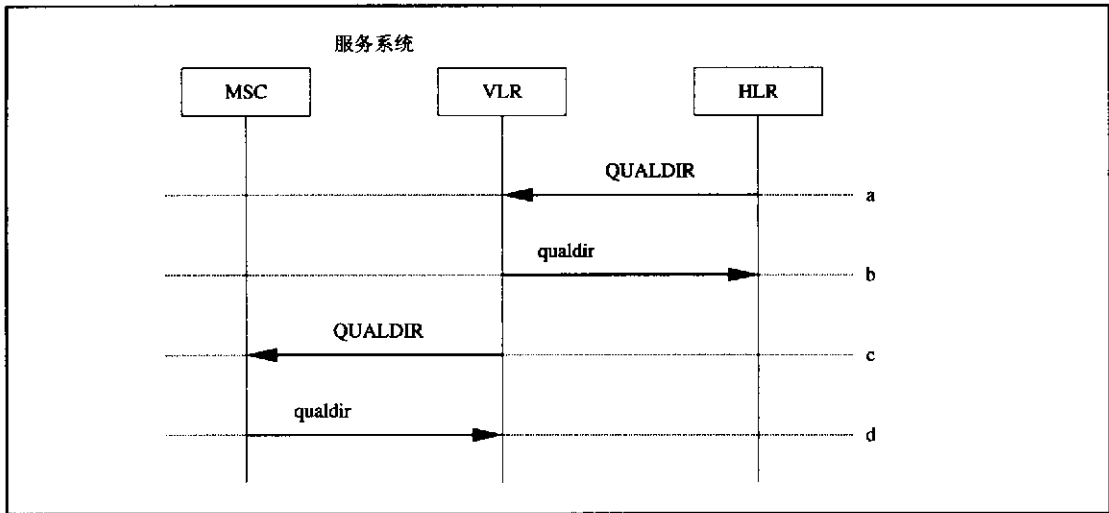 服务系统
MSC VLR HLR
QUALDIR
a
qualdir
b
QUALDIR
c
qualdir
d